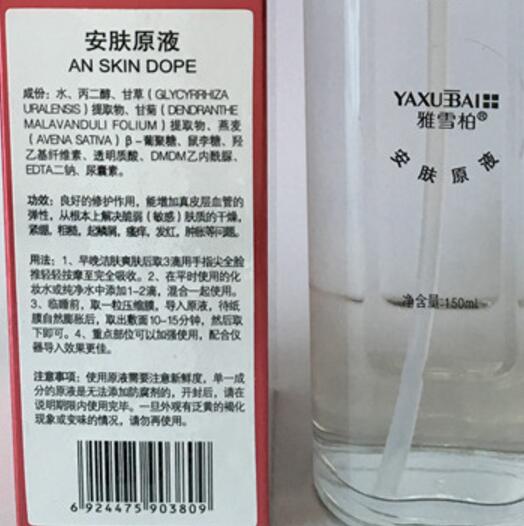 安肤原液
AN SKIN DOPE
成份：水、丙二醇、甘草（GLYCYRRHIZA
URALENSIS）提取物、甘菊（DENDRANTHE
MALAVANDULI FOLIUM）提取物、燕麦
（AVENA SATIVA）β-葡聚糖、鼠李糖、羟
乙基纤维素、透明质酸、DMDM乙内酰脲、
EDTA二钠、尿囊素。
功效：良好的修护作用，能增加真皮层血管的
弹性，从根本上解决脆弱（敏感）肤质的干燥，
紧绷，粗糙，起鳞屑，瘙痒，发红，肿胀等问题。
用法：1、早晚洁肤爽肤后取3滴用手指尖全脸
推轻轻按摩至完全吸收。2、在平时使用的化
妆水或纯净水中添加1-2滴，混合一起使用。
3、临睡前，取一粒压缩膜，导入原液，待纸
膜自然膨胀后，取出敷面10-15分钟，然后取
下即可。4、重点部位可以加强使用，配合仪
器导入效果更佳。
注意事项：使用原液需要注意新鲜度，单一成
分的原液是无法添加防腐剂的，开封后，请在
说明期限内使用完毕。一旦外观有泛黄的褐化
现象或变味的情况，请勿再使用。
6 924475 903809
YAXUEBAI
雅雪柏®
安肤原液
净含量:150ml